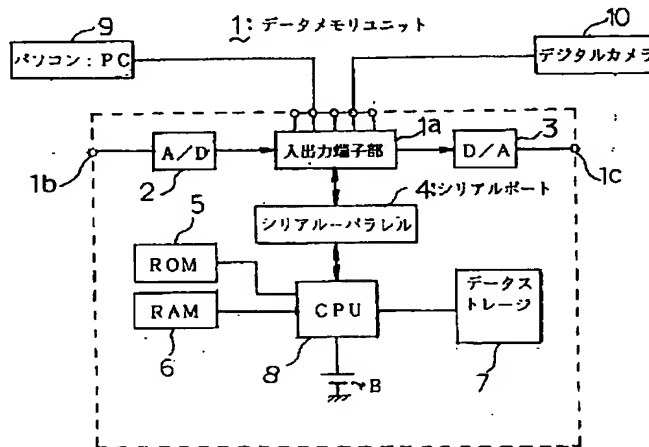 9
1:データメモリユニット
10
パソコン:PC
デジタルカメラ
1a
3
A/D
入出力端子部
D/A
1b
2
1c
4:シリアルポート
5
シリアルーパラレル
ROM
CPU
データス
トレージ
RAM
6
8
B
7